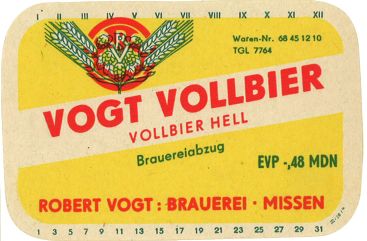 I II III IV V VI VII VIII IX X XI XII
Waren-Nr. 68 45 12 10
TGL 7764
VOGT VOLLBIER
VOLLBIER HELL
Brauereiabzug
EVP -,48 MDN
ROBERT VOGT: BRAUEREI · MISSEN
1 3 5 7 9 11 13 15 17 19 21 23 25 27 29 31